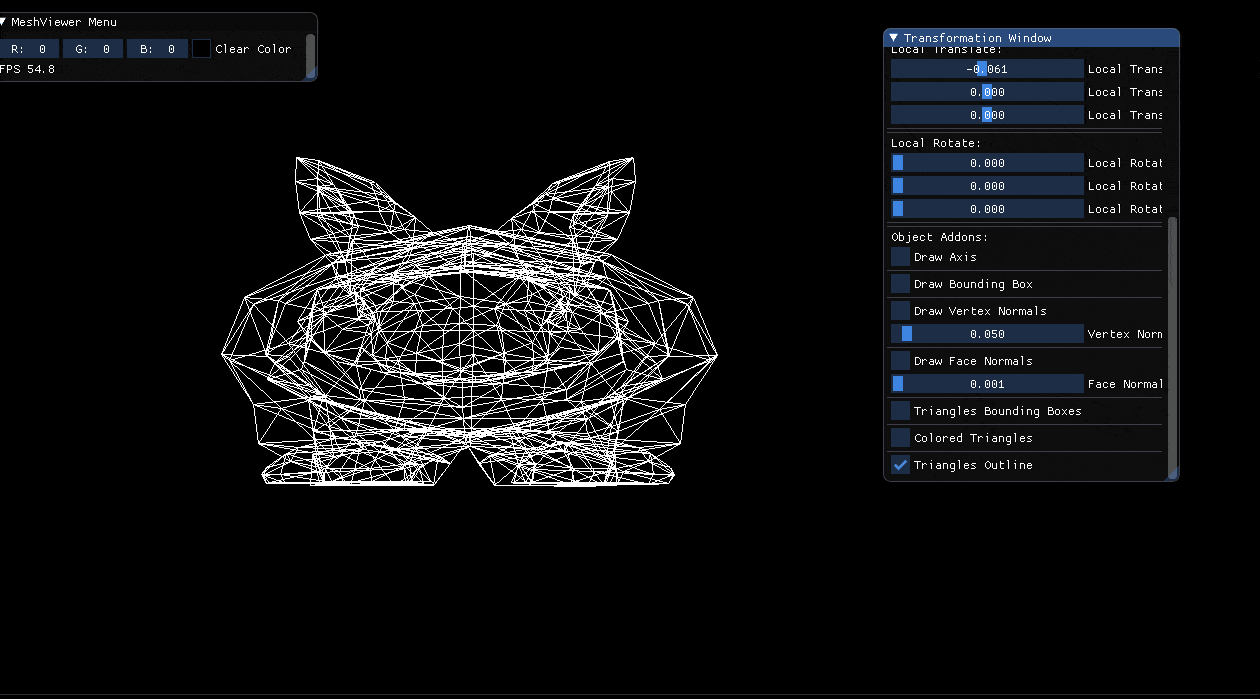 MeshViewer Menu
R: 0 G: 0 B: 0 Clear Color
FPS 54.8
Transformation Window
Local Translate:
-0.061 Local Trans
0.000 Local Trans
0.000 Local Trans
Local Rotate:
0.000 Local Rotat
0.000 Local Rotat
0.000 Local Rotat
Object Addons:
Draw Axis
Draw Bounding Box
Draw Vertex Normals
0.050 Vertex Norm
Draw Face Normals
0.001 Face Normal
Triangles Bounding Boxes
Colored Triangles
Triangles Outline